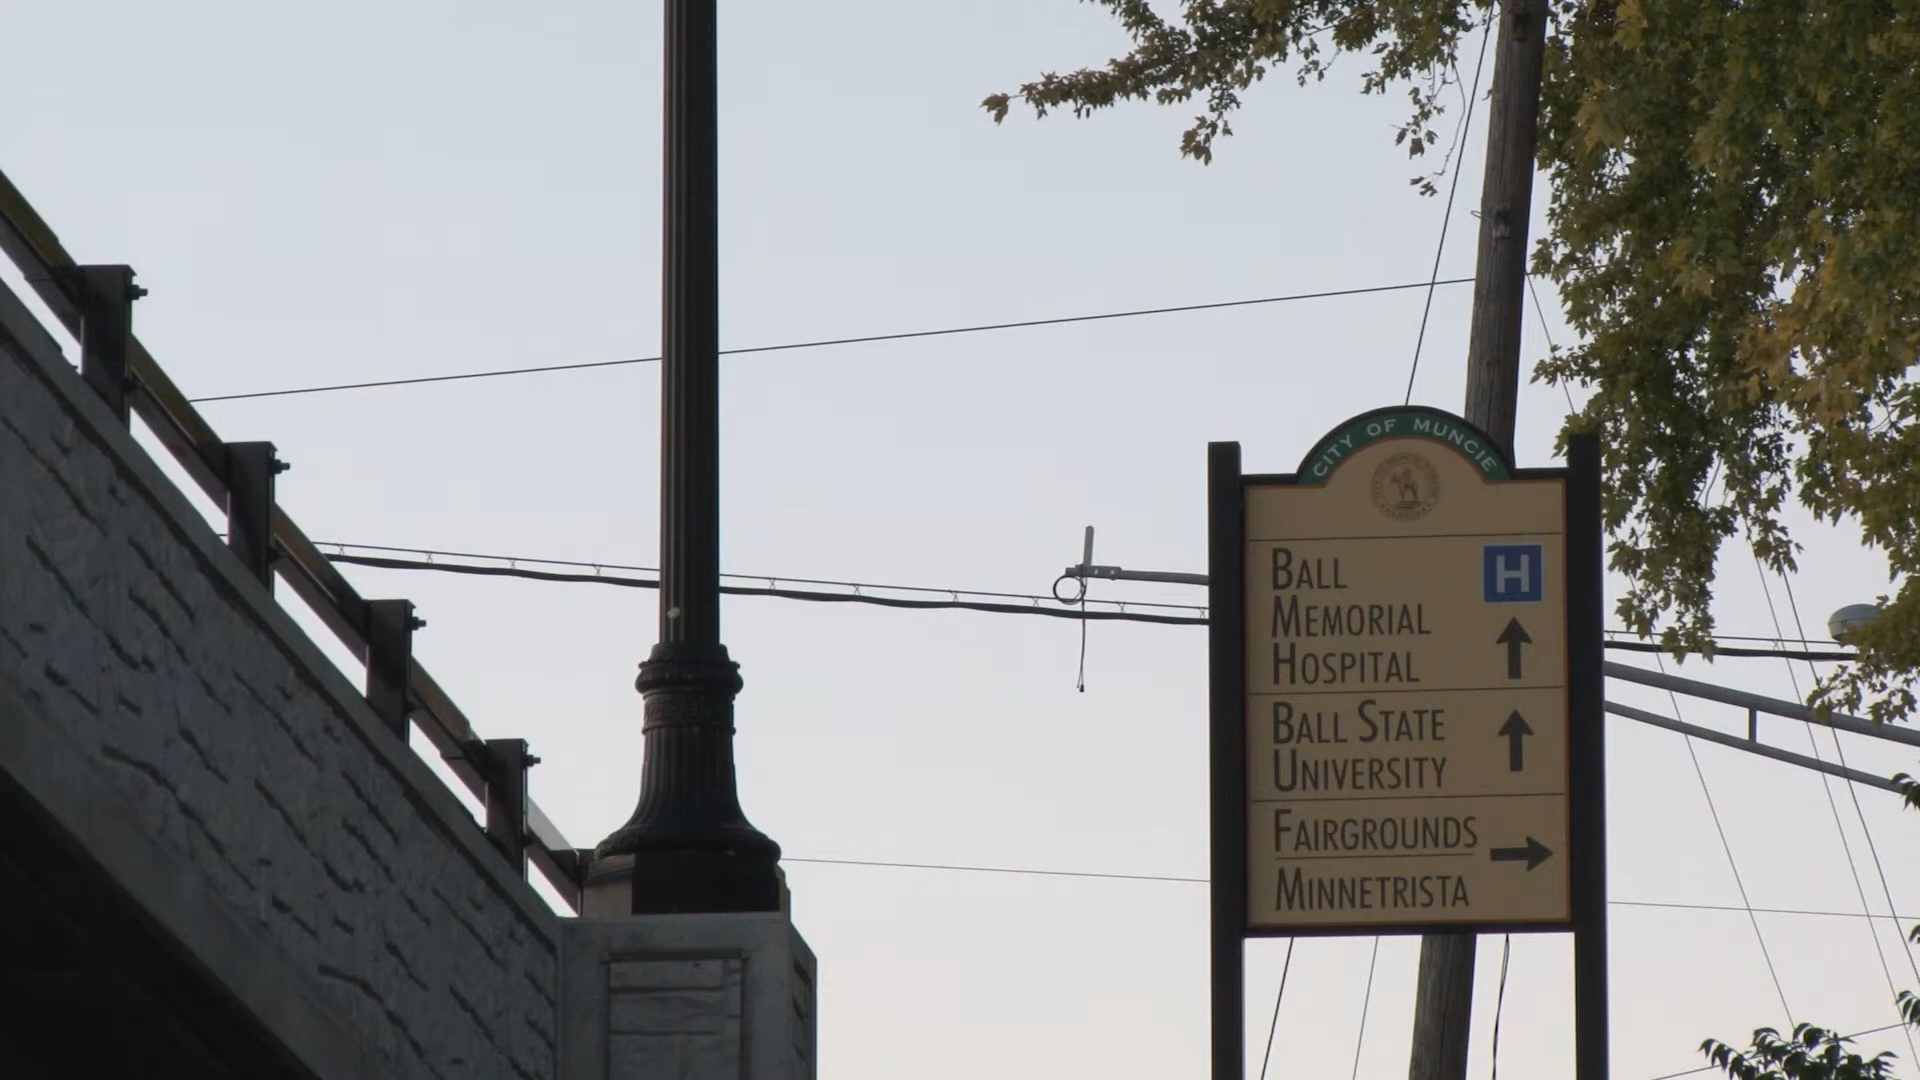 CITY OF MUNCIE
BALL
MEMORIAL
HOSPITAL
H
BALL STATE
UNIVERSITY
FAIRGROUNDS
MINNETRISTA